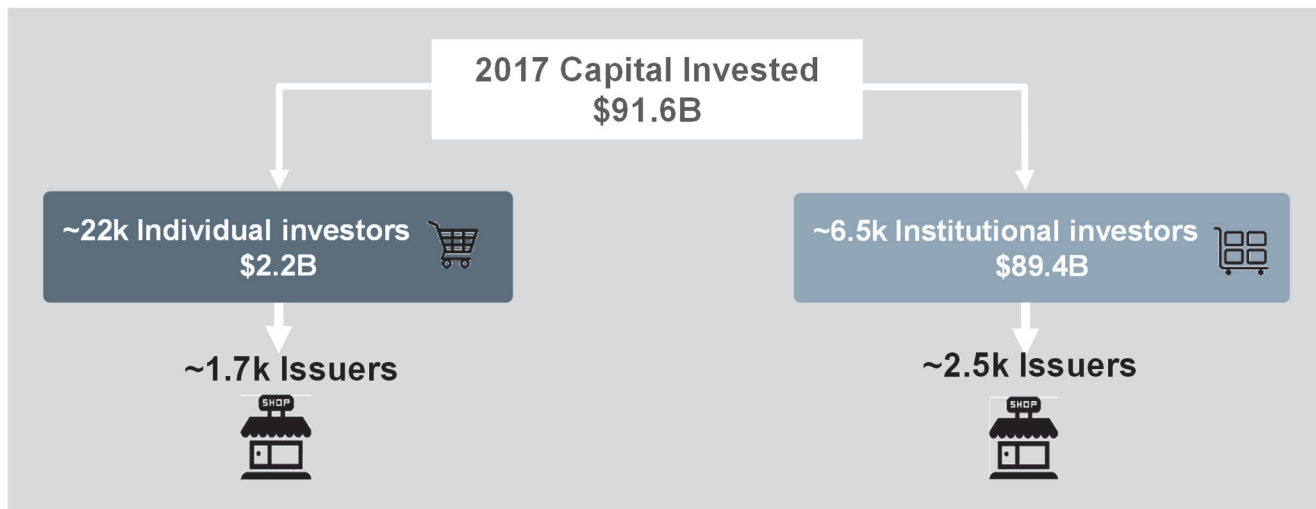 2017 Capital Invested
$91.6B
~22k Individual investors
$2.2B
~6.5k Institutional investors
$89.4B
~1.7k Issuers
SHOP
~2.5k Issuers
SHOP